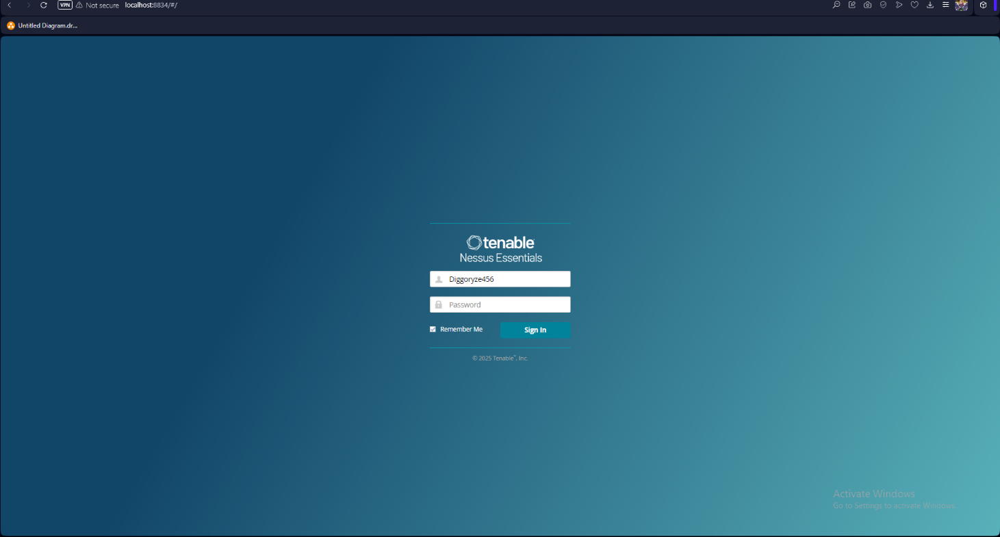 VPN Not secure localhost:8834/#/
Untitled Diagram.dr...
tenable
Nessus Essentials
Diggoryze456
Password
Remember Me Sign In
© 2025 Tenable™, Inc.
Activate Windows
Go to Settings to activate Windows.